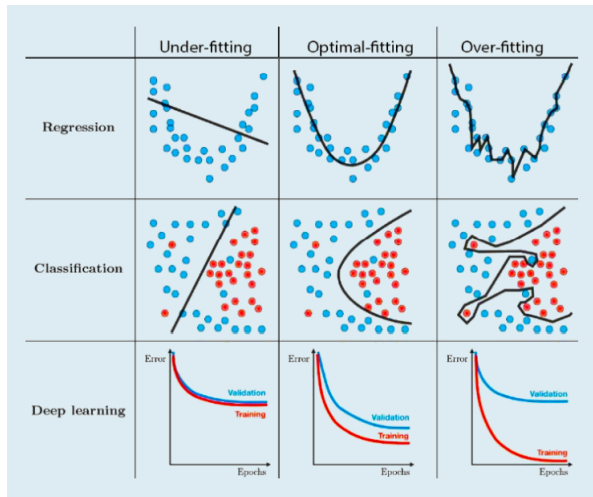 Under-fitting
Optimal-fitting
Over-fitting
Regression
Classification
Deep learning
Error
Validation
Training
Epochs
Error
Validation
Training
Epochs
Error
Validation
Training
Epochs